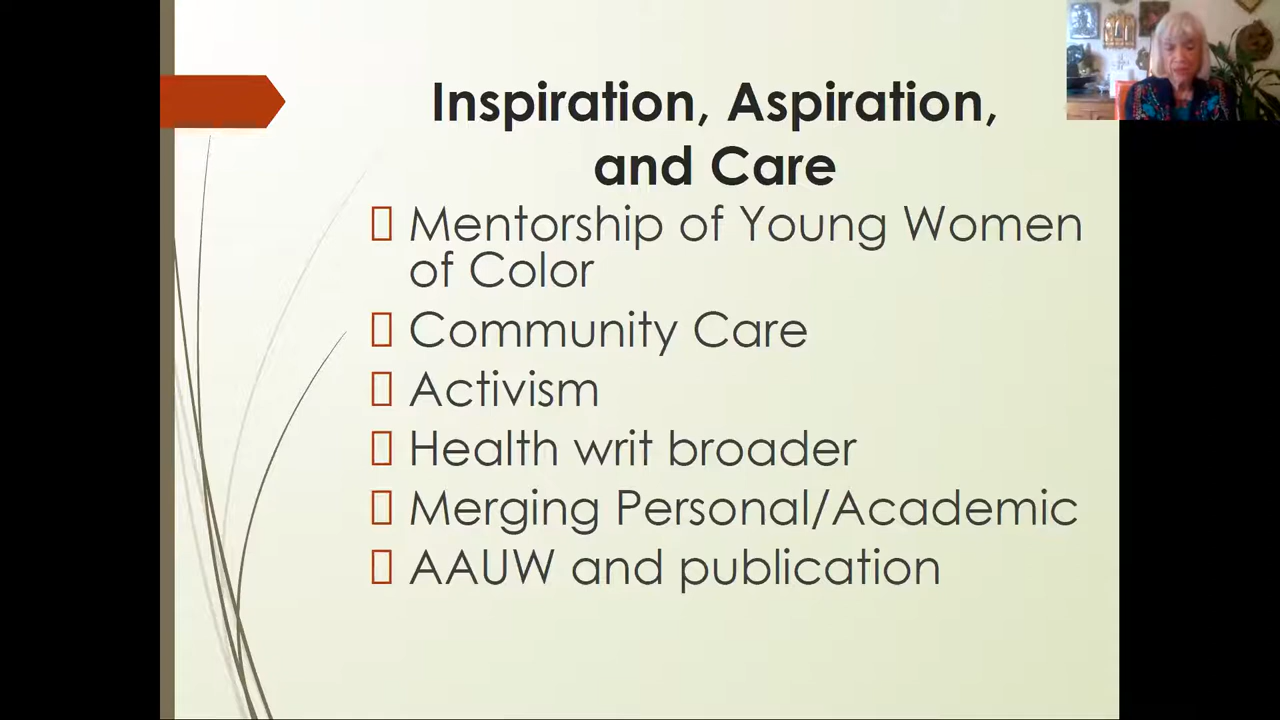 Inspiration, Aspiration,
and Care
Mentorship of Young Women
of Color
Community Care
Activism
Health writ broader
Merging Personal/Academic
AAUW and publication